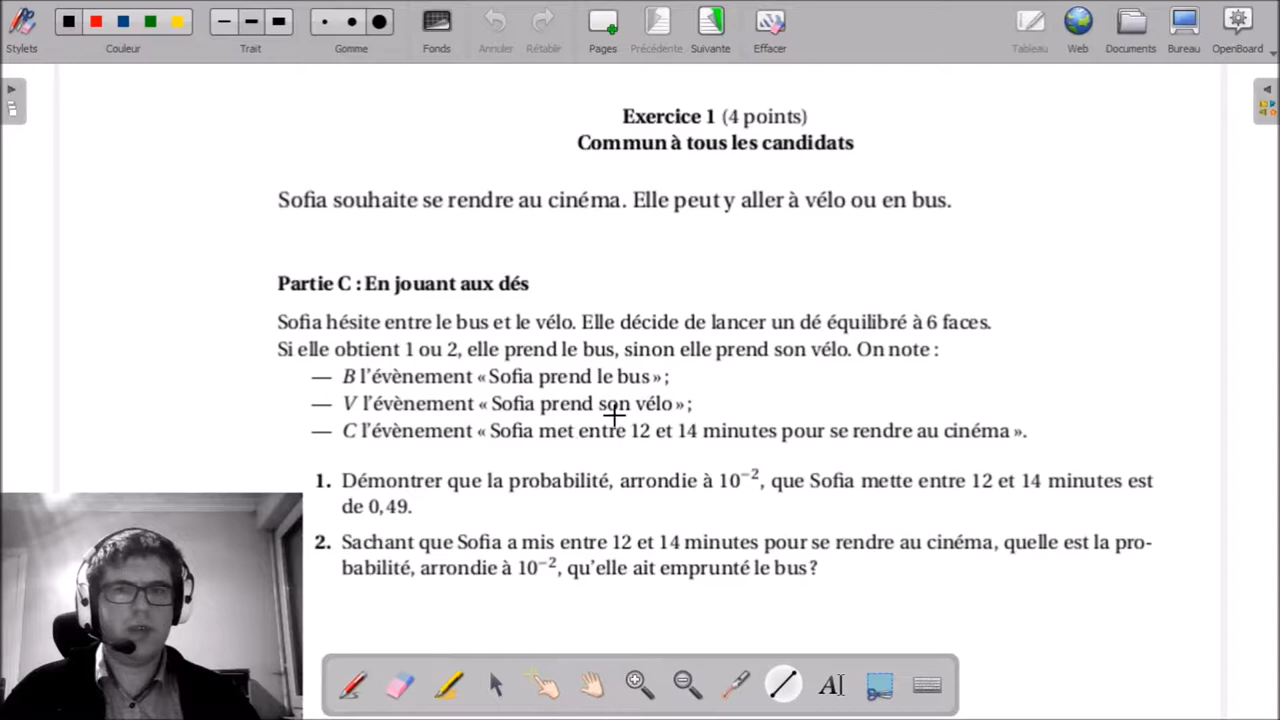 Stylets
Couleur
Trait
Gomme
Fonds
Annuler
Rétablir
Pages
Précédente
Suivante
Effacer
Tableau
Web
Documents
Bureau
OpenBoard
Exercice 1 (4 points)
Commun à tous les candidats
Sofia souhaite se rendre au cinéma. Elle peut y aller à vélo ou en bus.
Partie C : En jouant aux dés
Sofia hésite entre le bus et le vélo. Elle décide de lancer un dé équilibré à 6 faces.
Si elle obtient 1 ou 2, elle prend le bus, sinon elle prend son vélo. On note :
— B l'évènement « Sofia prend le bus » ;
— V l'évènement « Sofia prend son vélo » ;
— C l'évènement « Sofia met entre 12 et 14 minutes pour se rendre au cinéma ».
1. Démontrer que la probabilité, arrondie à 10⁻², que Sofia mette entre 12 et 14 minutes est
de 0,49.
2. Sachant que Sofia a mis entre 12 et 14 minutes pour se rendre au cinéma, quelle est la pro-
babilité, arrondie à 10⁻², qu'elle ait emprunté le bus ?
AI